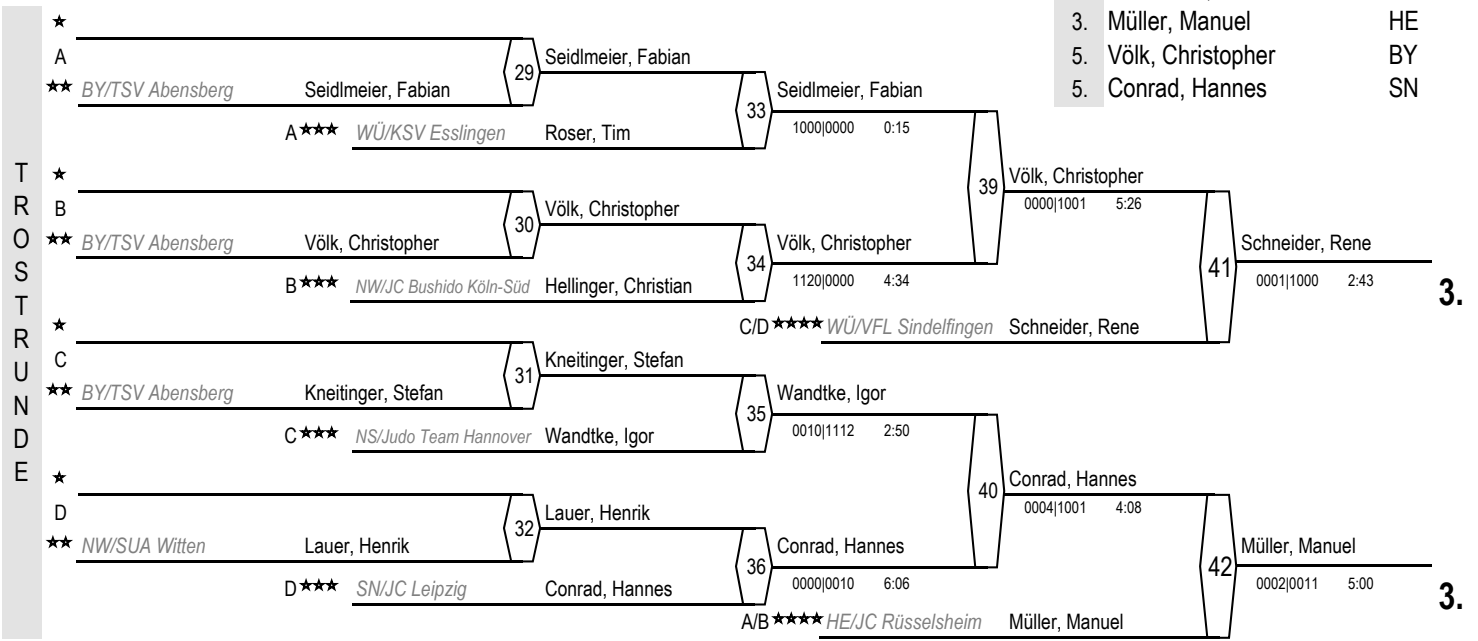 3. Müller, Manuel HE
5. Völk, Christopher BY
5. Conrad, Hannes SN
TROSTRUNDE
★
A
★★ BY/TSV Abensberg Seidlmeier, Fabian
29
Seidlmeier, Fabian
A★★★ WÜ/KSV Esslingen Roser, Tim
33
Seidlmeier, Fabian
1000|0000 0:15
★
B
★★ BY/TSV Abensberg Völk, Christopher
30
Völk, Christopher
B★★★ NW/JC Bushido Köln-Süd Hellinger, Christian
34
Völk, Christopher
1120|0000 4:34
39
Völk, Christopher
0000|1001 5:26
C/D★★★★ WÜ/VFL Sindelfingen Schneider, Rene
41
Schneider, Rene
0001|1000 2:43
3.
★
C
★★ BY/TSV Abensberg Kneitinger, Stefan
31
Kneitinger, Stefan
C★★★ NS/Judo Team Hannover Wandtke, Igor
35
Wandtke, Igor
0010|1112 2:50
★
D
★★ NW/SUA Witten Lauer, Henrik
32
Lauer, Henrik
D★★★ SN/JC Leipzig Conrad, Hannes
36
Conrad, Hannes
0000|0010 6:06
40
Conrad, Hannes
0004|1001 4:08
A/B★★★★ HE/JC Rüsselsheim Müller, Manuel
42
Müller, Manuel
0002|0011 5:00
3.